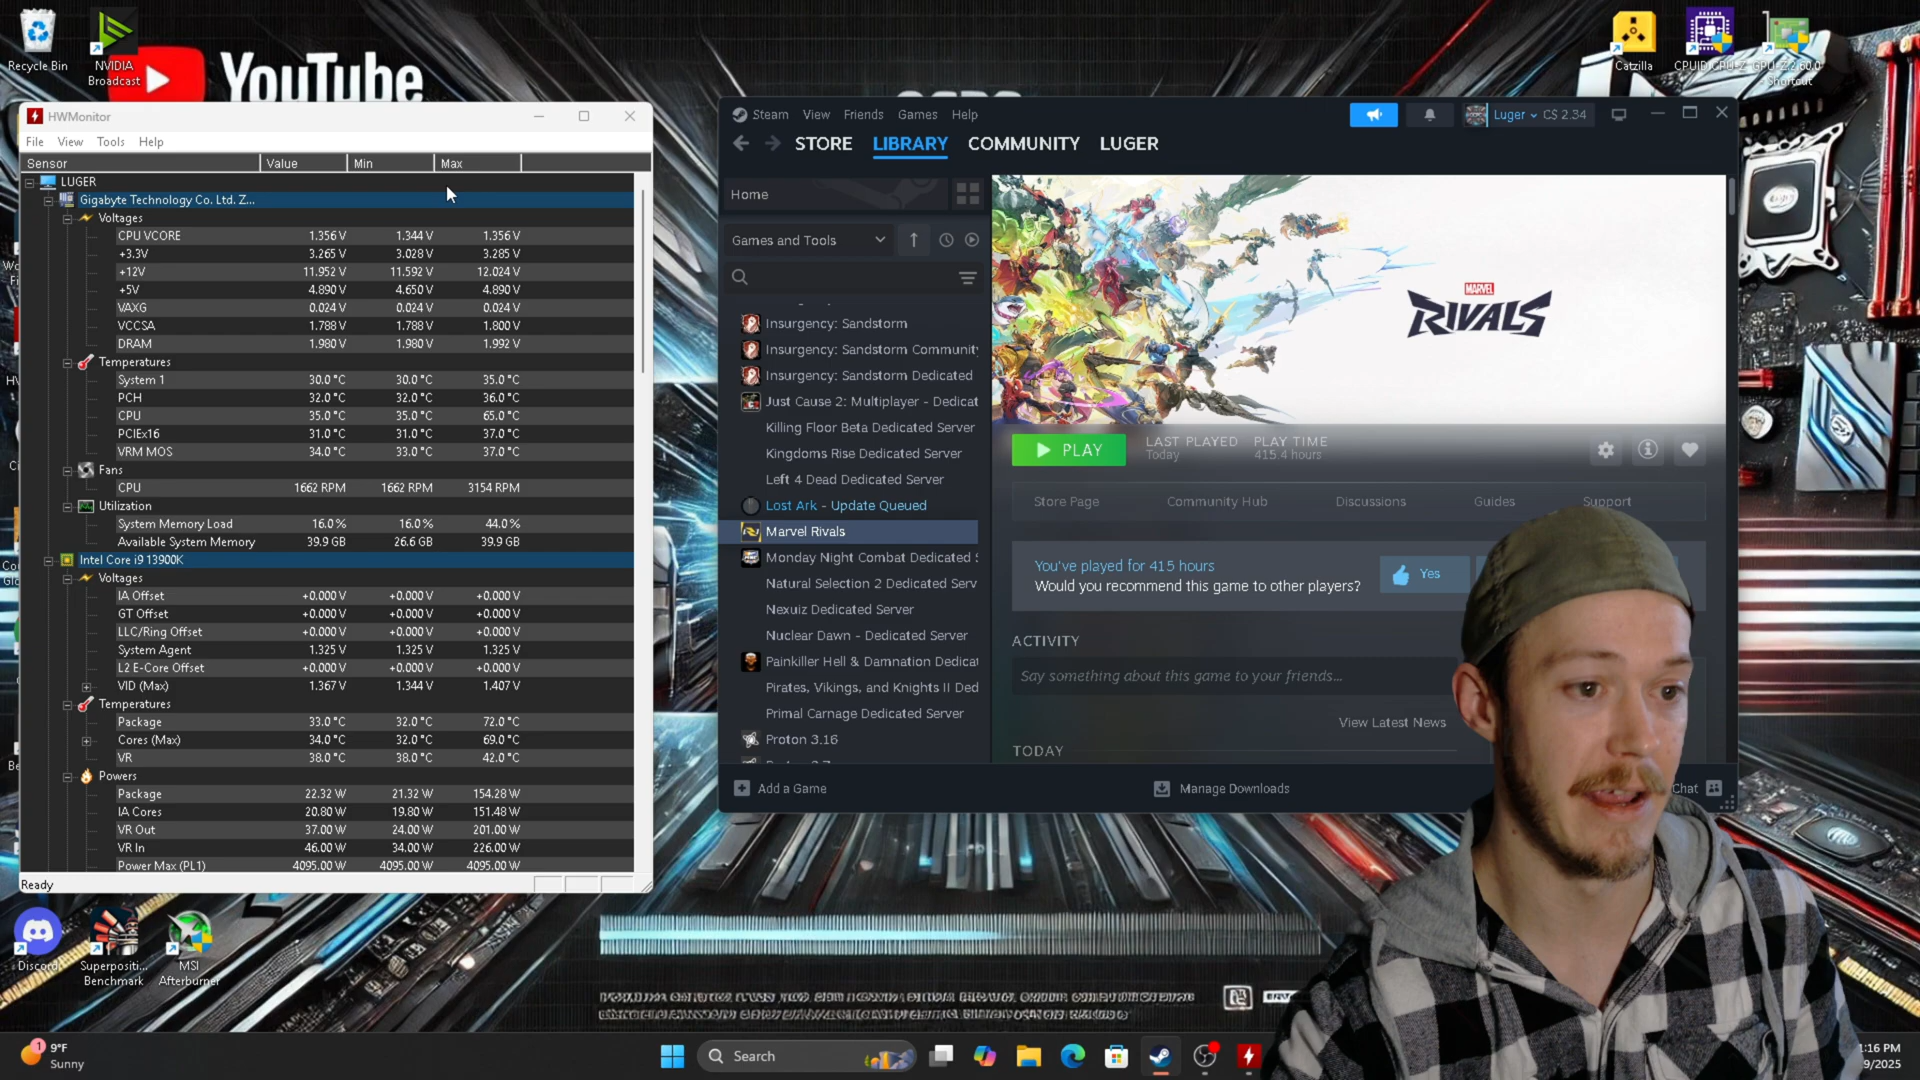 Recycle Bin
NVIDIA
Broadcast
YouTube
Catzilla
HWMonitor
File View Tools Help
Sensor Value Min Max
LUGER
Gigabyte Technology Co. Ltd. Z...
Voltages
CPU VCORE 1.356 V 1.344 V 1.356 V
+3.3V 3.265 V 3.028 V 3.285 V
+12V 11.952 V 11.592 V 12.024 V
+5V 4.890 V 4.650 V 4.890 V
VAXG 0.024 V 0.024 V 0.024 V
VCCSA 1.788 V 1.788 V 1.800 V
DRAM 1.980 V 1.980 V 1.992 V
Temperatures
System 1 30.0 °C 30.0 °C 35.0 °C
PCH 32.0 °C 32.0 °C 36.0 °C
CPU 35.0 °C 35.0 °C 65.0 °C
PCIEx16 31.0 °C 31.0 °C 37.0 °C
VRM MOS 34.0 °C 33.0 °C 37.0 °C
Fans
CPU 1662 RPM 1662 RPM 3154 RPM
Utilization
System Memory Load 16.0 % 16.0 % 44.0 %
Available System Memory 39.9 GB 26.6 GB 39.9 GB
Intel Core i9 13900K
Voltages
IA Offset +0.000 V +0.000 V +0.000 V
GT Offset +0.000 V +0.000 V +0.000 V
LLC/Ring Offset +0.000 V +0.000 V +0.000 V
System Agent 1.325 V 1.325 V 1.325 V
L2 E-Core Offset +0.000 V +0.000 V +0.000 V
VID (Max) 1.367 V 1.344 V 1.407 V
Temperatures
Package 33.0 °C 32.0 °C 72.0 °C
Cores (Max) 34.0 °C 32.0 °C 69.0 °C
VR 38.0 °C 38.0 °C 42.0 °C
Powers
Package 22.32 W 21.32 W 154.28 W
IA Cores 20.80 W 19.80 W 151.48 W
VR Out 37.00 W 24.00 W 201.00 W
VR In 46.00 W 34.00 W 226.00 W
Power Max (PL1) 4095.00 W 4095.00 W 4095.00 W
Ready
Steam View Friends Games Help
Luger C$ 2.34
STORE LIBRARY COMMUNITY LUGER
Home
Games and Tools
Insurgency: Sandstorm
Insurgency: Sandstorm Community
Insurgency: Sandstorm Dedicated
Just Cause 2: Multiplayer - Dedicat
Killing Floor Beta Dedicated Server
Kingdoms Rise Dedicated Server
Left 4 Dead Dedicated Server
Lost Ark - Update Queued
Marvel Rivals
Monday Night Combat Dedicated S
Natural Selection 2 Dedicated Serv
Nexuiz Dedicated Server
Nuclear Dawn - Dedicated Server
Painkiller Hell & Damnation Dedicat
Pirates, Vikings, and Knights II Ded
Primal Carnage Dedicated Server
Proton 3.16
MARVEL
RIVALS
PLAY
LAST PLAYED
Today
PLAY TIME
415.4 hours
Store Page Community Hub Discussions Guides Support
You've played for 415 hours
Would you recommend this game to other players?
Yes
ACTIVITY
Say something about this game to your friends...
View Latest News
TODAY
Add a Game
Manage Downloads
Chat
Discord
Superpositi...
Benchmark
MSI
Afterburner
1
9°F
Sunny
Search
1:16 PM
9/2025